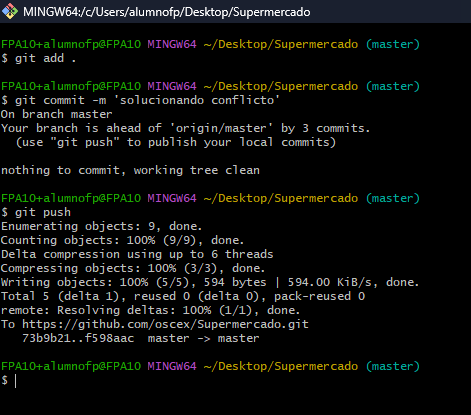 MINGW64:/c/Users/alumnofp/Desktop/Supermercado
FPA10+alumnofp@FPA10 MINGW64 ~/Desktop/Supermercado (master)
$ git add .
FPA10+alumnofp@FPA10 MINGW64 ~/Desktop/Supermercado (master)
$ git commit -m 'solucionando conflicto'
On branch master
Your branch is ahead of 'origin/master' by 3 commits.
  (use "git push" to publish your local commits)
nothing to commit, working tree clean
FPA10+alumnofp@FPA10 MINGW64 ~/Desktop/Supermercado (master)
$ git push
Enumerating objects: 9, done.
Counting objects: 100% (9/9), done.
Delta compression using up to 6 threads
Compressing objects: 100% (3/3), done.
Writing objects: 100% (5/5), 594 bytes | 594.00 KiB/s, done.
Total 5 (delta 1), reused 0 (delta 0), pack-reused 0
remote: Resolving deltas: 100% (1/1), done.
To https://github.com/oscex/Supermercado.git
   73b9b21..f598aac  master -> master
FPA10+alumnofp@FPA10 MINGW64 ~/Desktop/Supermercado (master)
$